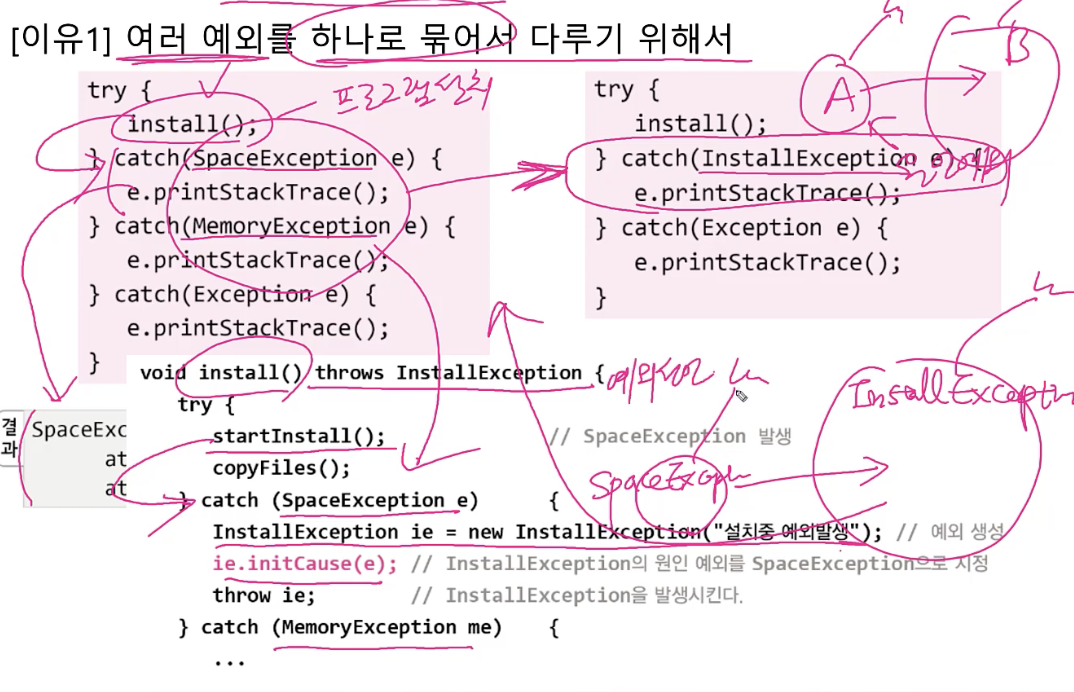 [이유1] 여러 예외를 하나로 묶어서 다루기 위해서
try {
install();
} catch(SpaceException e) {
e.printStackTrace();
} catch(MemoryException e) {
e.printStackTrace();
} catch(Exception e) {
e.printStackTrace();
}
프로그램설치
try {
install();
} catch(InstallException e) {
e.printStackTrace();
} catch(Exception e) {
e.printStackTrace();
}
A
B
결과
SpaceExc
at
at
void install() throws InstallException {
try {
startInstall(); // SpaceException 발생
copyFiles();
} catch (SpaceException e) {
InstallException ie = new InstallException("설치중 예외발생"); // 예외 생성
ie.initCause(e); // InstallException의 원인 예외를 SpaceException으로 지정
throw ie; // InstallException을 발생시킨다.
} catch (MemoryException me) {
...
예외선언
InstallException